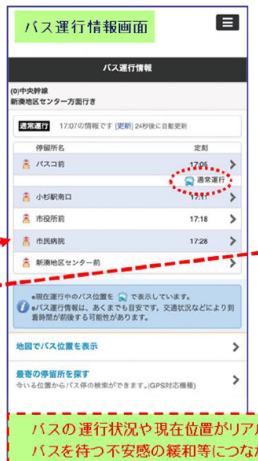 バス運行情報画面
バス運行情報
(0)中央幹線
新湊地区センター方面行き
通常運行 17:07の情報です [更新] 24秒後に自動更新
停留所名 定刻
パスコ前 17:05
通常運行
小杉駅南口 17:11
市役所前 17:18
市民病院 17:28
新湊地区センター前
●現在運行中のバス位置を で表示しています。
●バス運行情報は、あくまでも目安です。交通状況などにより到
着時間が前後する可能性があります。
地図でバス位置を表示
最寄の停留所を探す
今いる位置からバス停の検索ができます。(GPS対応機種)
バスの運行状況や現在位置がリアル
バスを待つ不安感の緩和等につなが